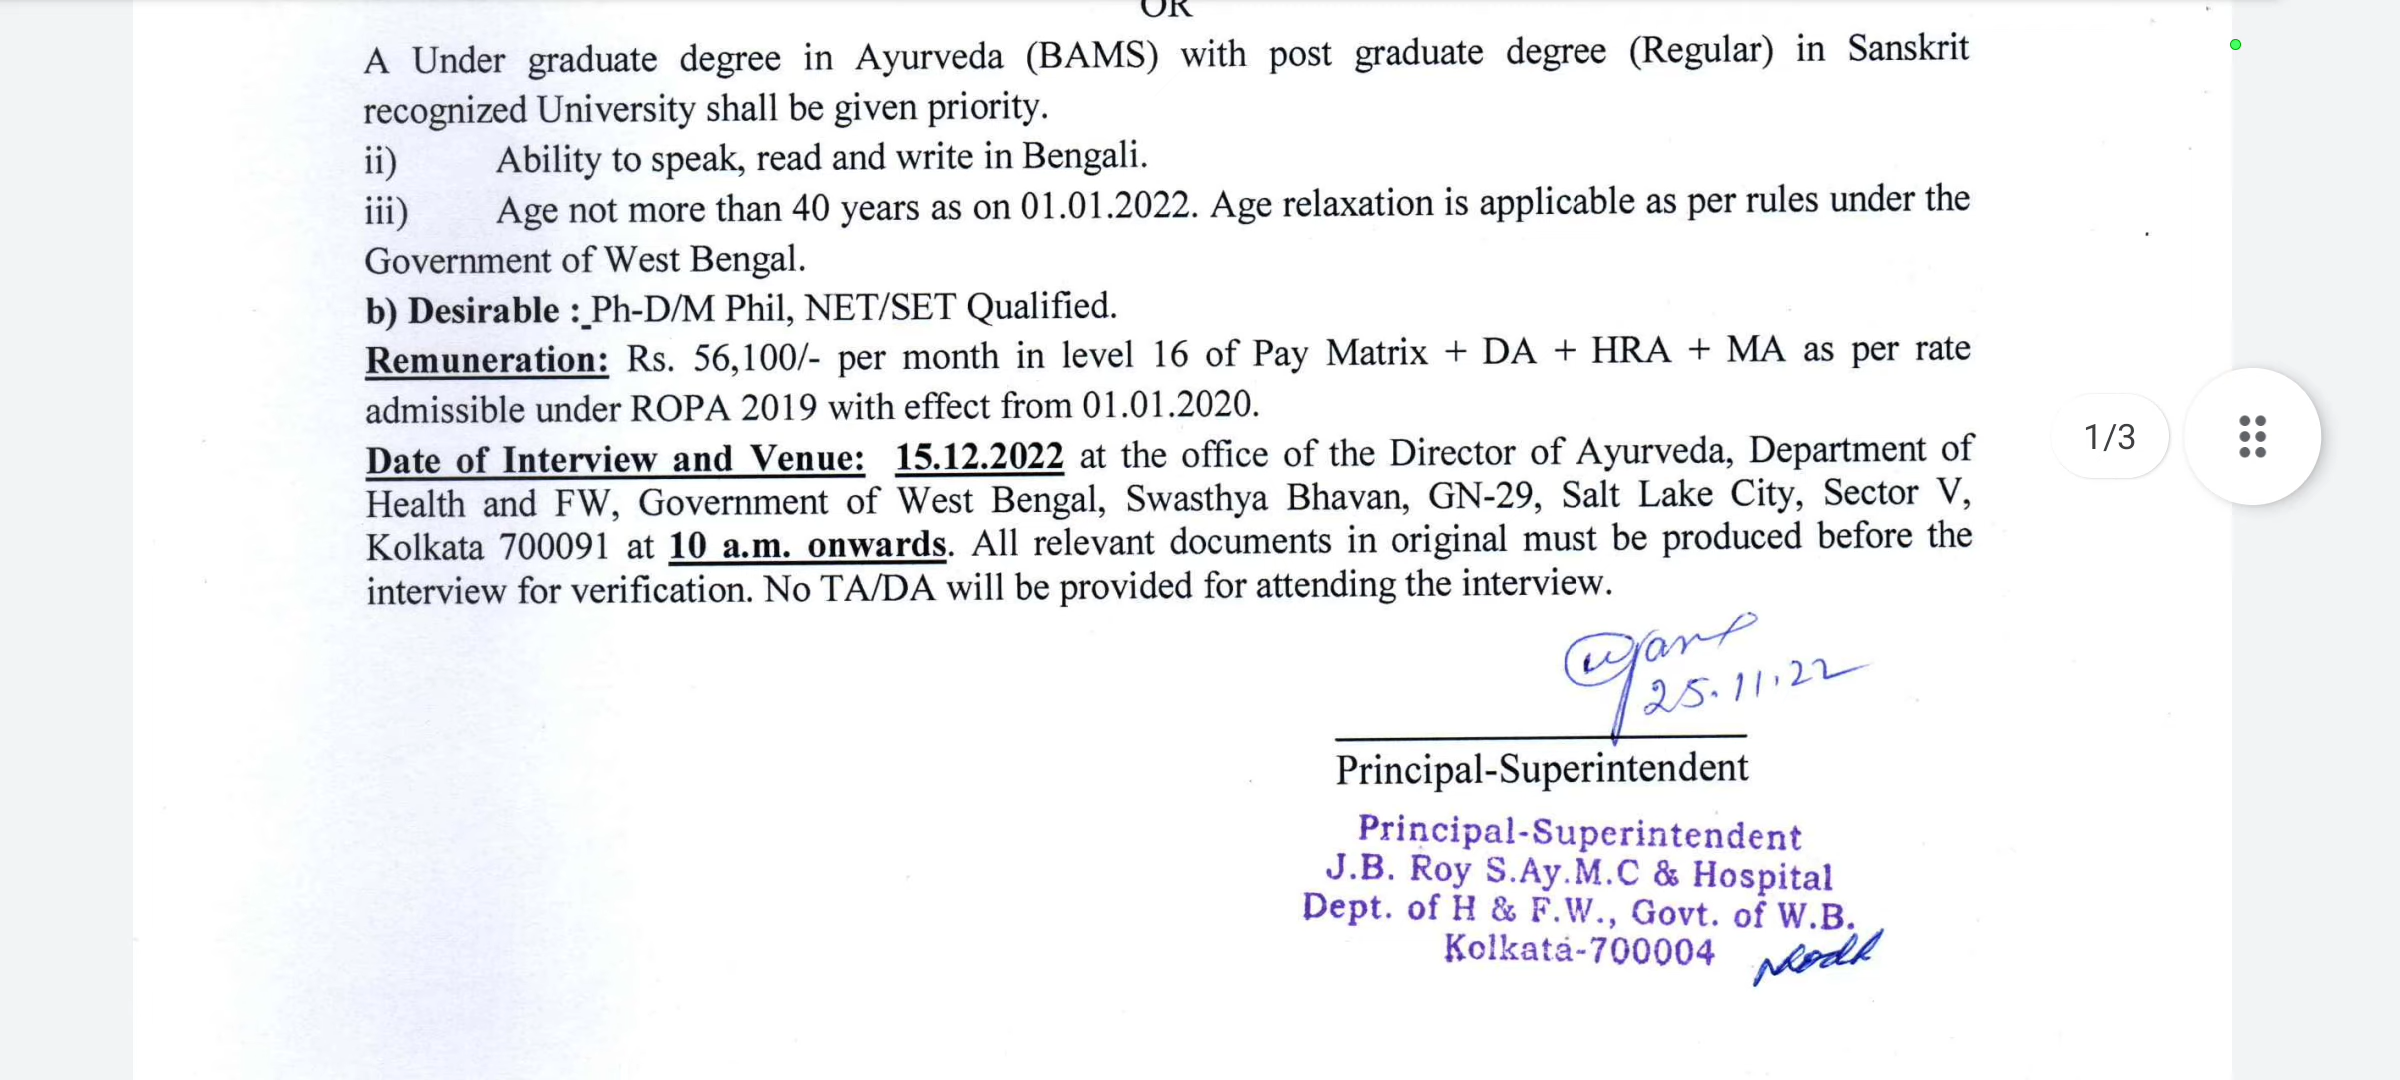 OR
A Under graduate degree in Ayurveda (BAMS) with post graduate degree (Regular) in Sanskrit
recognized University shall be given priority.
ii) Ability to speak, read and write in Bengali.
iii) Age not more than 40 years as on 01.01.2022. Age relaxation is applicable as per rules under the
Government of West Bengal.
b) Desirable : Ph-D/M Phil, NET/SET Qualified.
Remuneration: Rs. 56,100/- per month in level 16 of Pay Matrix + DA + HRA + MA as per rate
admissible under ROPA 2019 with effect from 01.01.2020.
Date of Interview and Venue: 15.12.2022 at the office of the Director of Ayurveda, Department of
Health and FW, Government of West Bengal, Swasthya Bhavan, GN-29, Salt Lake City, Sector V,
Kolkata 700091 at 10 a.m. onwards. All relevant documents in original must be produced before the
interview for verification. No TA/DA will be provided for attending the interview.
1/3
25.11.22
Principal-Superintendent
Principal-Superintendent
J.B. Roy S.Ay.M.C & Hospital
Dept. of H & F.W., Govt. of W.B.
Kolkata-700004